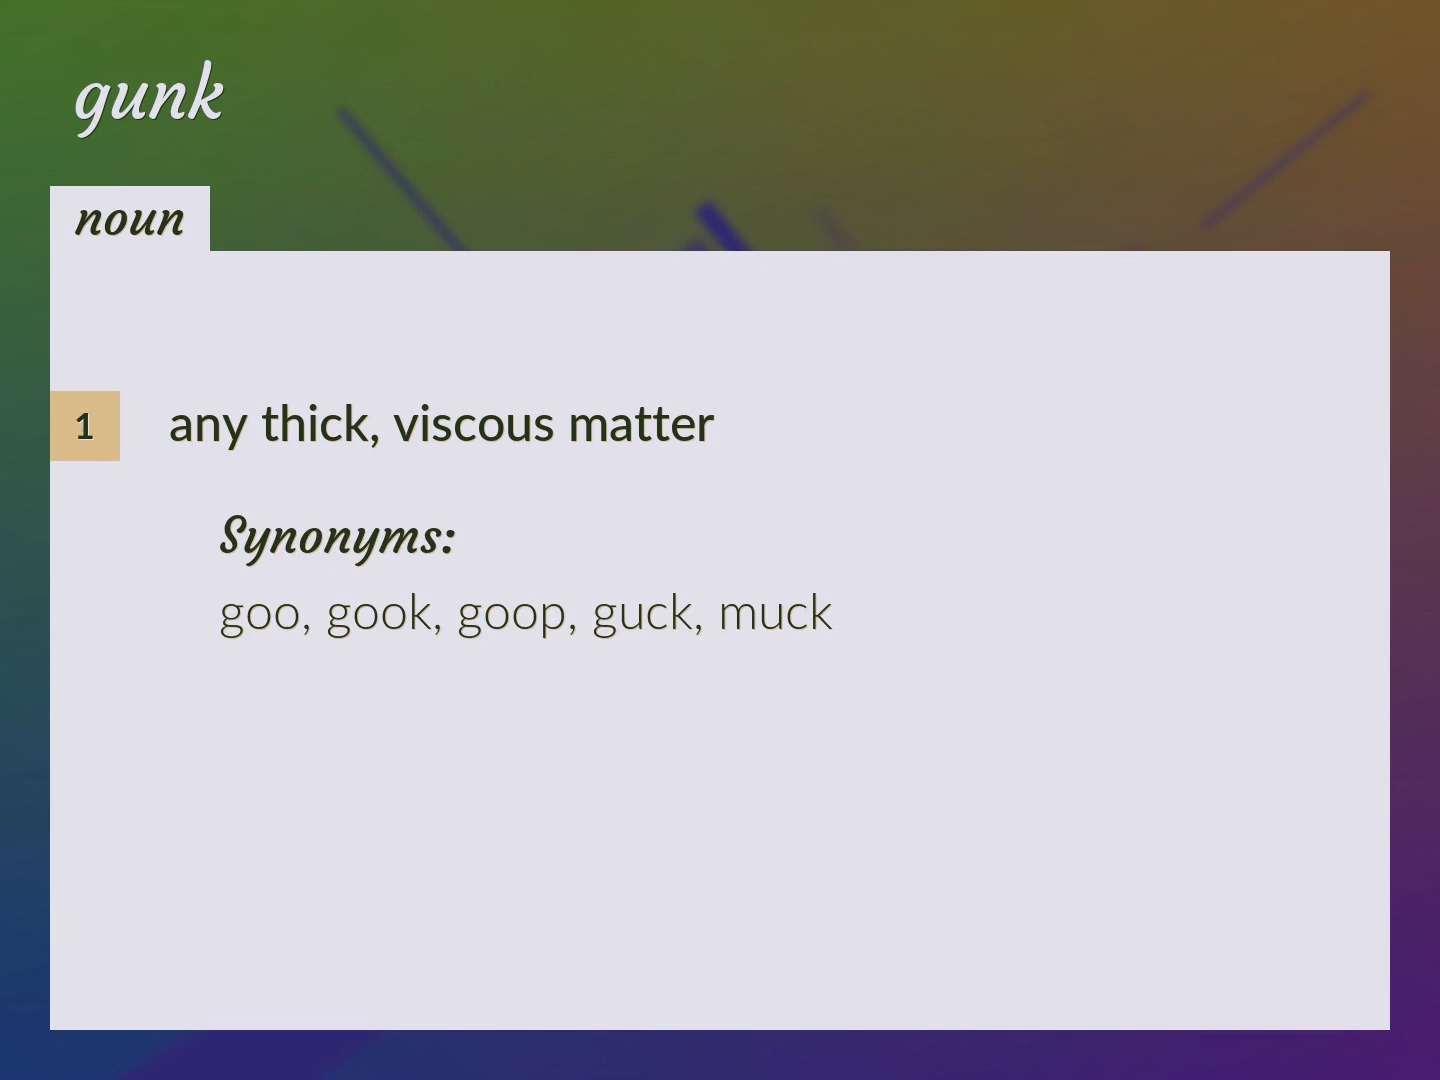 gunk
noun
1 any thick, viscous matter
Synonyms:
goo, gook, goop, guck, muck